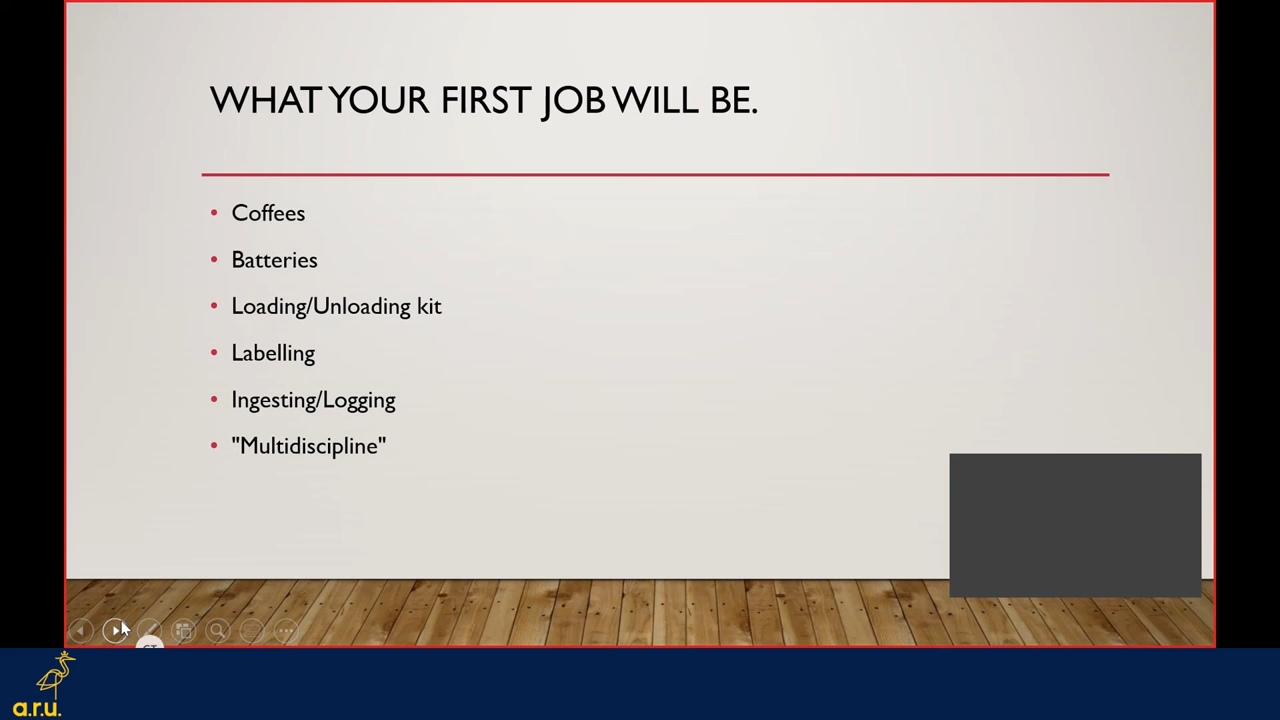 WHAT YOUR FIRST JOB WILL BE.
• Coffees
• Batteries
• Loading/Unloading kit
• Labelling
• Ingesting/Logging
• "Multidiscipline"
a.r.u.